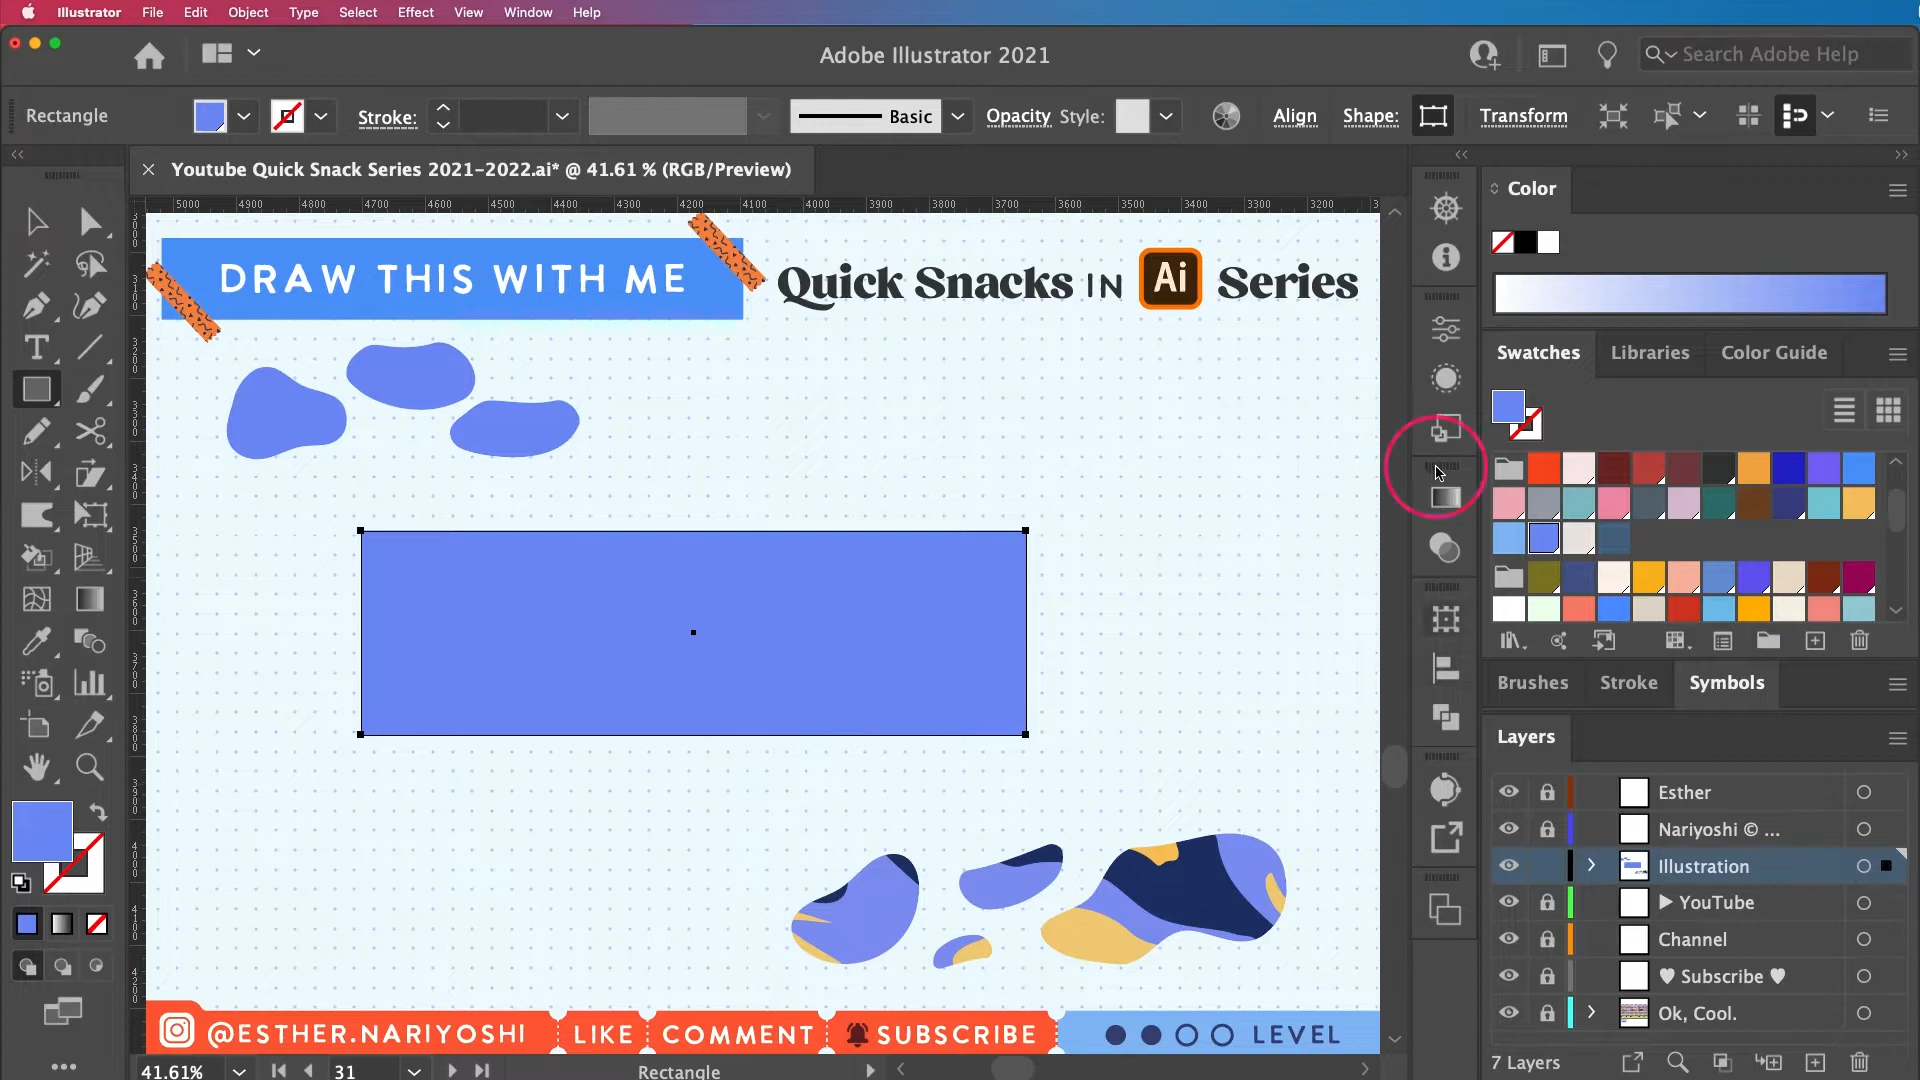 Illustrator File Edit Object Type Select Effect View Window Help
Adobe Illustrator 2021
Search Adobe Help
Rectangle
Stroke:
Basic
Opacity Style:
Align
Shape:
Transform
Youtube Quick Snack Series 2021-2022.ai* @ 41.61 % (RGB/Preview)
5000 4900 4800 4700 4600 4500 4400 4300 4200 4100 4000 3900 3800 3700 3600 3500 3400 3300 3200
DRAW THIS WITH ME
Quick Snacks IN Ai Series
Color
Swatches
Libraries
Color Guide
Brushes
Stroke
Symbols
Layers
Esther
Nariyoshi © ...
Illustration
▶ YouTube
Channel
♥ Subscribe ♥
Ok, Cool.
7 Layers
@ESTHER.NARIYOSHI
LIKE
COMMENT
SUBSCRIBE
LEVEL
41.61%
31
Rectangle